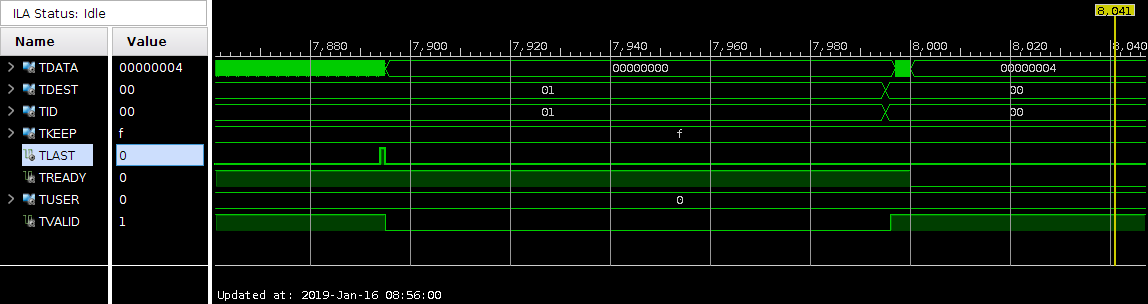 ILA Status: Idle
8,041
Name Value
7,880 7,900 7,920 7,940 7,960 7,980 8,000 8,020 8,040
TDATA 00000004 00000000 00000004
TDEST 00 01 00
TID 00 01 00
TKEEP f f
TLAST 0
TREADY 0
TUSER 0 0
TVALID 1
Updated at: 2019-Jan-16 08:56:00